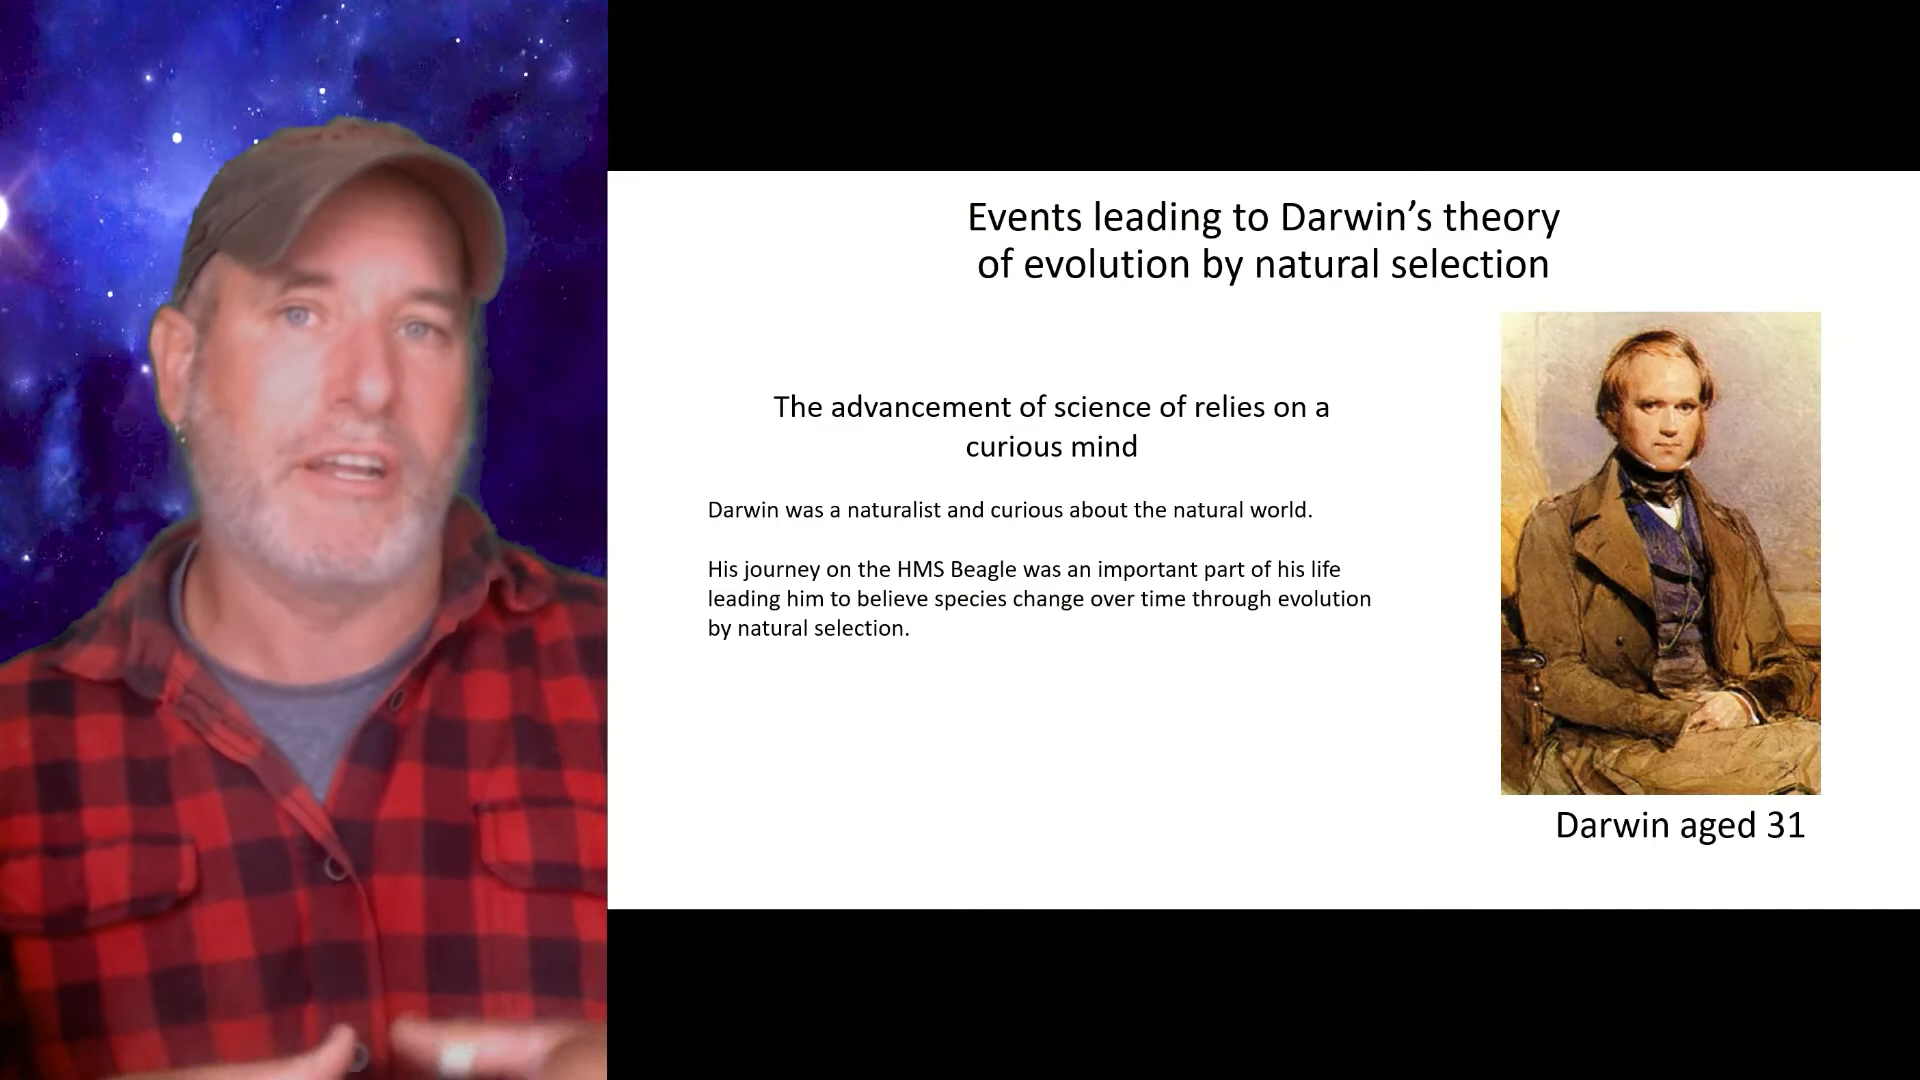 Events leading to Darwin’s theory
of evolution by natural selection
The advancement of science of relies on a
curious mind
Darwin was a naturalist and curious about the natural world.
His journey on the HMS Beagle was an important part of his life
leading him to believe species change over time through evolution
by natural selection.
Darwin aged 31